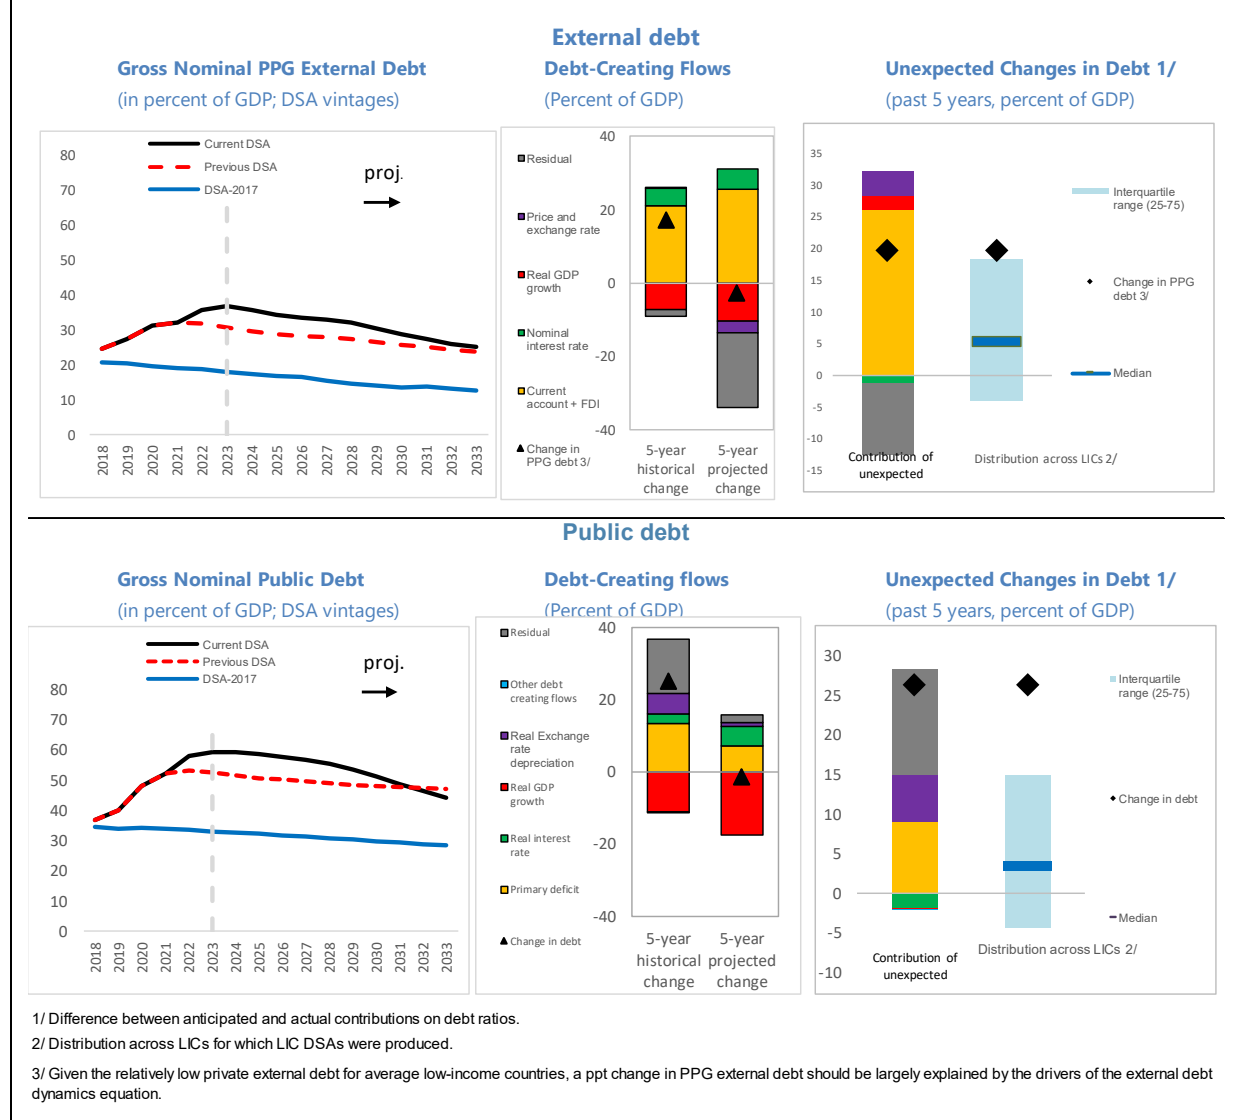 External debt
Gross Nominal PPG External Debt
(in percent of GDP; DSA vintages)
Current DSA
Previous DSA
DSA-2017
proj.
80
70
60
50
40
30
20
10
0
2018
2019
2020
2021
2022
2023
2024
2025
2026
2027
2028
2029
2030
2031
2032
2033
Debt-Creating Flows
(Percent of GDP)
Residual
Price and
exchange rate
Real GDP
growth
Nominal
interest rate
Current
account + FDI
Change in
PPG debt 3/
40
20
0
-20
-40
5-year
historical
change
5-year
projected
change
Unexpected Changes in Debt 1/
(past 5 years, percent of GDP)
35
30
25
20
15
10
5
0
-5
-10
-15
Contribution of
unexpected
Distribution across LICs 2/
Interquartile
range (25-75)
Change in PPG
debt 3/
Median
Public debt
Gross Nominal Public Debt
(in percent of GDP; DSA vintages)
Current DSA
Previous DSA
DSA-2017
proj.
80
70
60
50
40
30
20
10
0
2018
2019
2020
2021
2022
2023
2024
2025
2026
2027
2028
2029
2030
2031
2032
2033
Debt-Creating flows
(Percent of GDP)
Residual
Other debt
creating flows
Real Exchange
rate
depreciation
Real GDP
growth
Real interest
rate
Primary deficit
Change in debt
40
20
0
-20
-40
5-year
historical
change
5-year
projected
change
Unexpected Changes in Debt 1/
(past 5 years, percent of GDP)
30
25
20
15
10
5
0
-5
-10
Contribution of
unexpected
Distribution across LICs 2/
Interquartile
range (25-75)
Change in debt
Median
1/ Difference between anticipated and actual contributions on debt ratios.
2/ Distribution across LICs for which LIC DSAs were produced.
3/ Given the relatively low private external debt for average low-income countries, a ppt change in PPG external debt should be largely explained by the drivers of the external debt
dynamics equation.